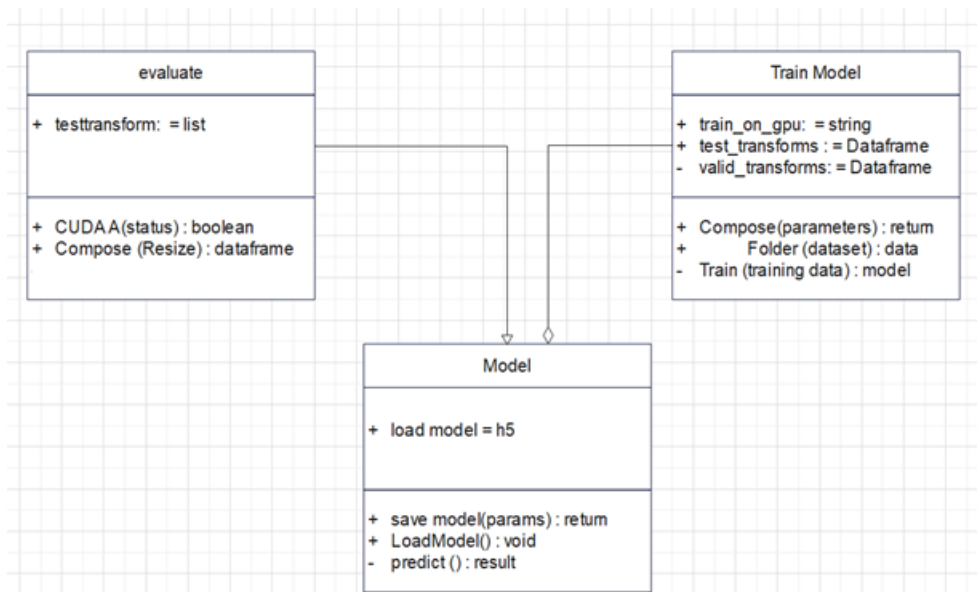 evaluate
+ testtransform: = list
+ CUDAA(status) : boolean
+ Compose (Resize) : dataframe
Train Model
+ train_on_gpu: = string
+ test_transforms : = Dataframe
- valid_transforms: = Dataframe
+ Compose(parameters) : return
+ Folder (dataset) : data
- Train (training data) : model
Model
+ load model = h5
+ save model(params) : return
+ LoadModel() : void
- predict () : result